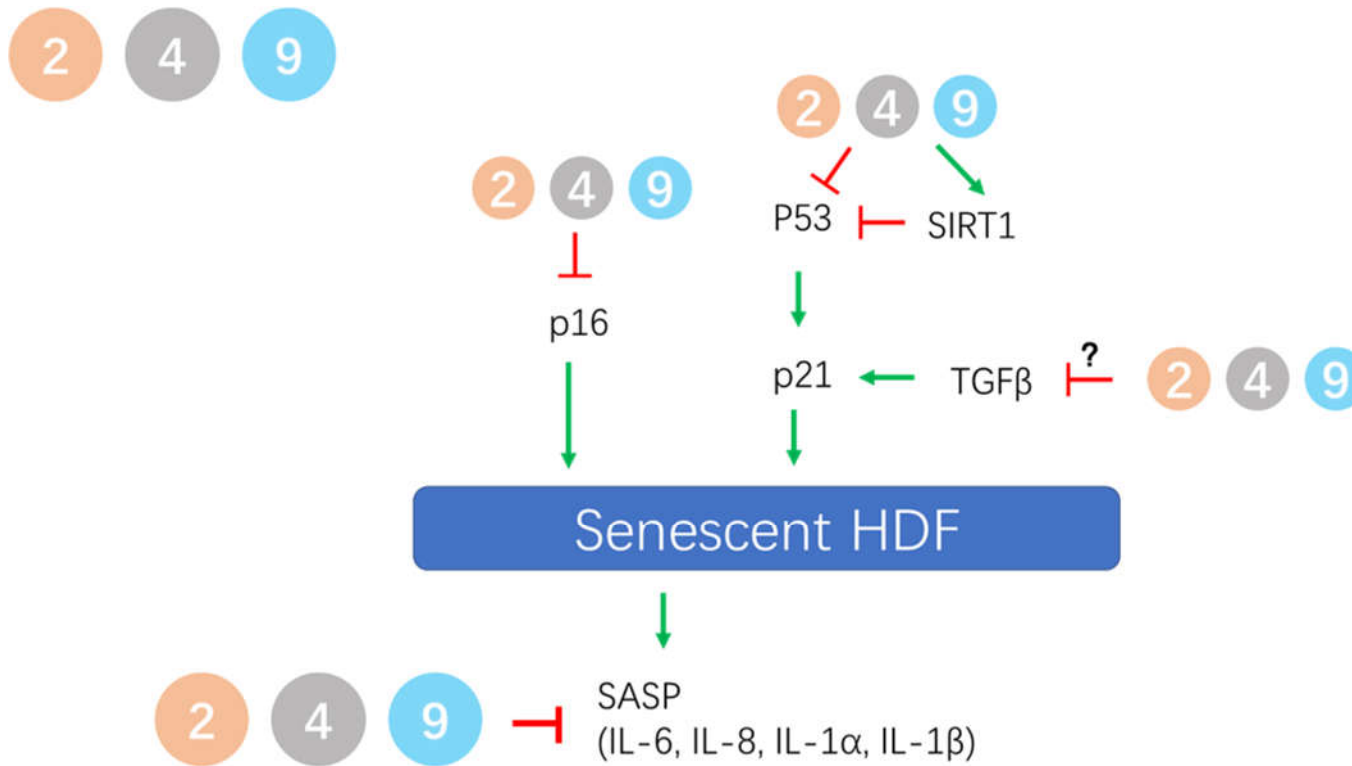 2 4 9
2 4 9
2 4 9
P53 SIRT1
p16
?
p21 TGFβ 2 4 9
Senescent HDF
2 4 9
SASP
(IL-6, IL-8, IL-1α, IL-1β)